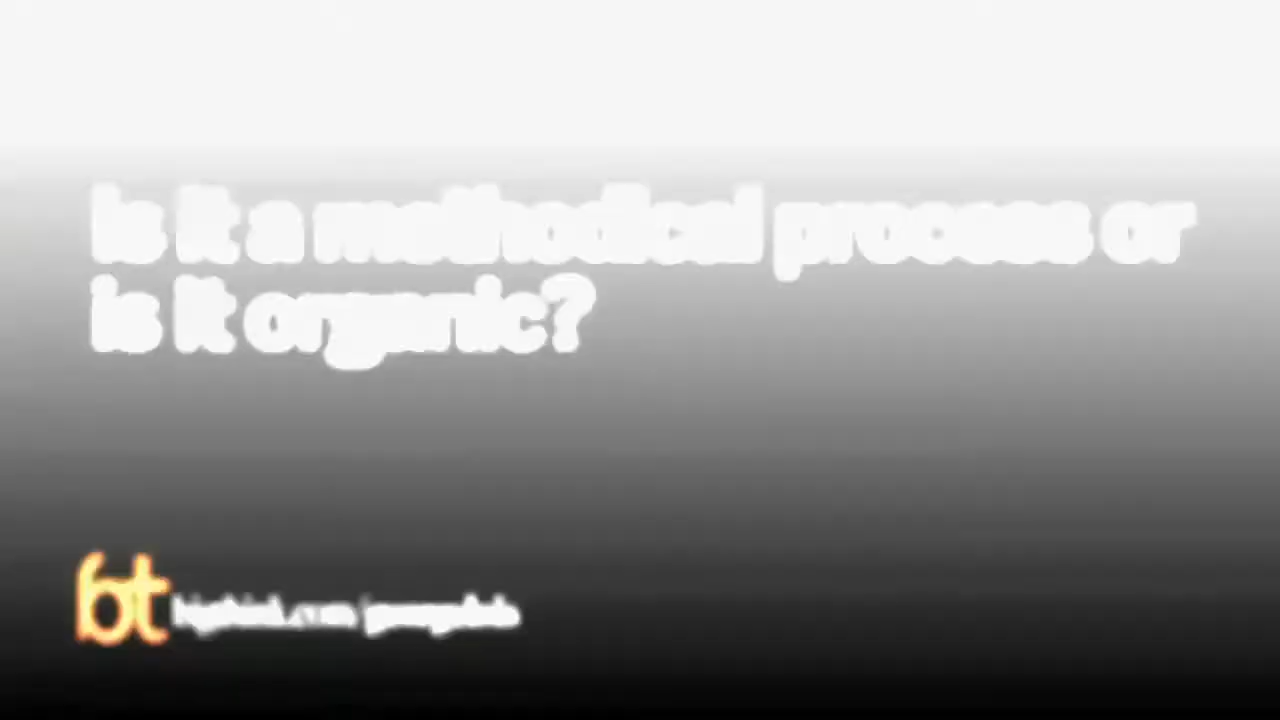 Is it a methodical process or
is it organic?
bt